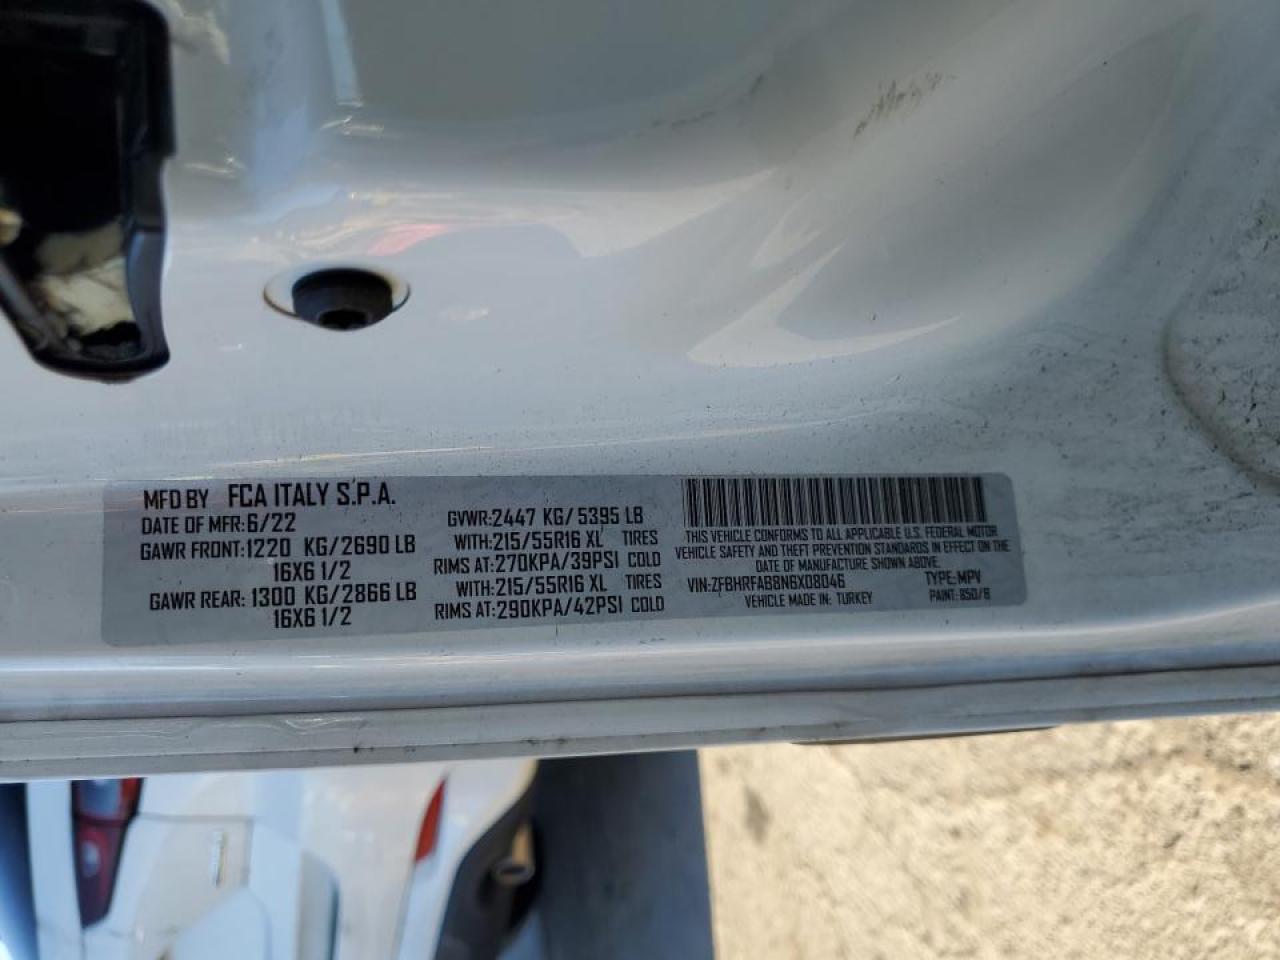 MFD BY FCA ITALY S.P.A.
DATE OF MFR:6/22
GAWR FRONT:1220 KG/2690 LB
16X6 1/2
GAWR REAR: 1300 KG/2866 LB
16X6 1/2
GVWR:2447 KG/5395 LB
WITH:215/55R16 XL TIRES
RIMS AT:270KPA/39PSI COLD
WITH:215/55R16 XL TIRES
RIMS AT:290KPA/42PSI COLD
THIS VEHICLE CONFORMS TO ALL APPLICABLE U.S. FEDERAL MOTOR
VEHICLE SAFETY AND THEFT PREVENTION STANDARDS IN EFFECT ON THE
DATE OF MANUFACTURE SHOWN ABOVE.
VIN:ZFBHRFAB8N6X08046 TYPE:MPV
VEHICLE MADE IN: TURKEY PAINT: 850/B